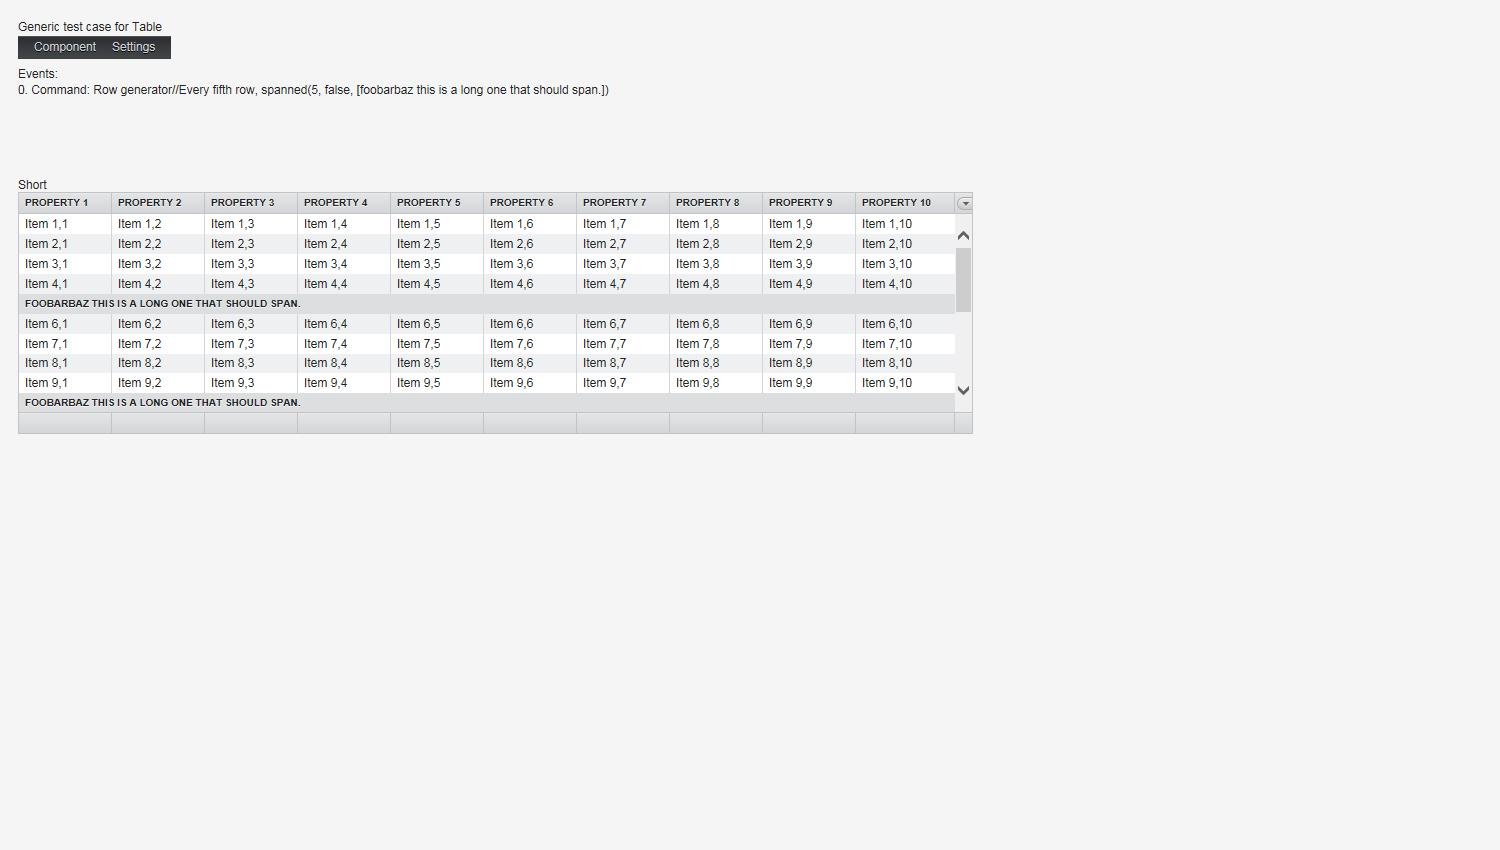 Generic test case for Table
Component Settings
Events:
0. Command: Row generator//Every fifth row, spanned(5, false, [foobarbaz this is a long one that should span.])
Short
PROPERTY 1 PROPERTY 2 PROPERTY 3 PROPERTY 4 PROPERTY 5 PROPERTY 6 PROPERTY 7 PROPERTY 8 PROPERTY 9 PROPERTY 10
Item 1,1 Item 1,2 Item 1,3 Item 1,4 Item 1,5 Item 1,6 Item 1,7 Item 1,8 Item 1,9 Item 1,10
Item 2,1 Item 2,2 Item 2,3 Item 2,4 Item 2,5 Item 2,6 Item 2,7 Item 2,8 Item 2,9 Item 2,10
Item 3,1 Item 3,2 Item 3,3 Item 3,4 Item 3,5 Item 3,6 Item 3,7 Item 3,8 Item 3,9 Item 3,10
Item 4,1 Item 4,2 Item 4,3 Item 4,4 Item 4,5 Item 4,6 Item 4,7 Item 4,8 Item 4,9 Item 4,10
FOOBARBAZ THIS IS A LONG ONE THAT SHOULD SPAN.
Item 6,1 Item 6,2 Item 6,3 Item 6,4 Item 6,5 Item 6,6 Item 6,7 Item 6,8 Item 6,9 Item 6,10
Item 7,1 Item 7,2 Item 7,3 Item 7,4 Item 7,5 Item 7,6 Item 7,7 Item 7,8 Item 7,9 Item 7,10
Item 8,1 Item 8,2 Item 8,3 Item 8,4 Item 8,5 Item 8,6 Item 8,7 Item 8,8 Item 8,9 Item 8,10
Item 9,1 Item 9,2 Item 9,3 Item 9,4 Item 9,5 Item 9,6 Item 9,7 Item 9,8 Item 9,9 Item 9,10
FOOBARBAZ THIS IS A LONG ONE THAT SHOULD SPAN.